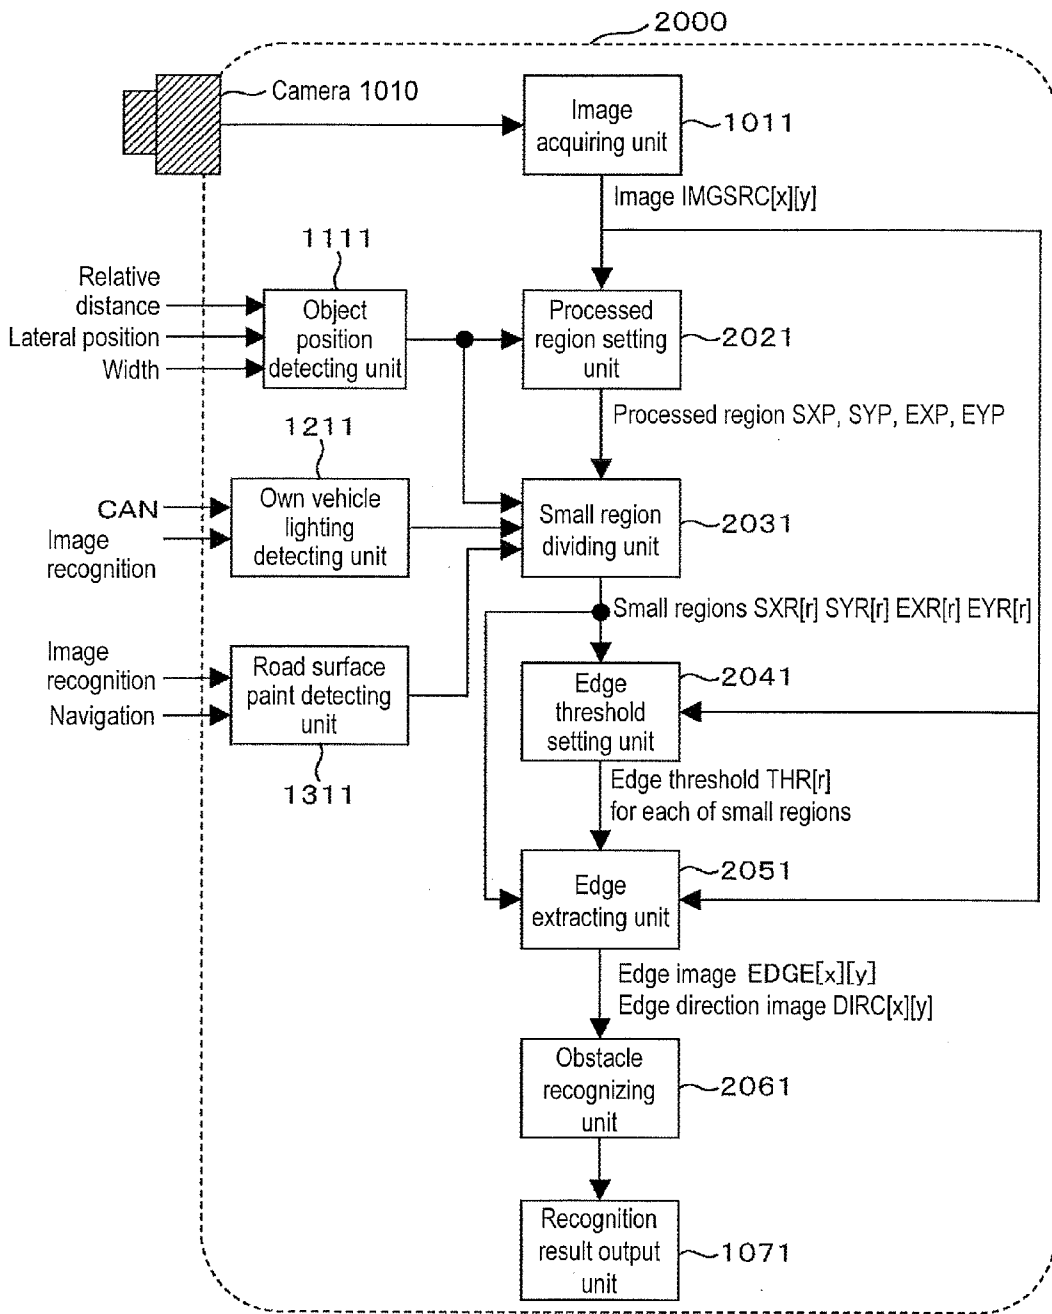 2000
Camera 1010
Image
acquiring unit
1011
Image IMGSRC[x][y]
1111
Relative
distance
Lateral position
Width
Object
position
detecting unit
Processed
region setting
unit
2021
Processed region SXP, SYP, EXP, EYP
1211
CAN
Image
recognition
Own vehicle
lighting
detecting unit
Small region
dividing unit
2031
Small regions SXR[r] SYR[r] EXR[r] EYR[r]
Image
recognition
Navigation
Road surface
paint detecting
unit
1311
Edge
threshold
setting unit
2041
Edge threshold THR[r]
for each of small regions
Edge
extracting unit
2051
Edge image EDGE[x][y]
Edge direction image DIRC[x][y]
Obstacle
recognizing
unit
2061
Recognition
result output
unit
1071